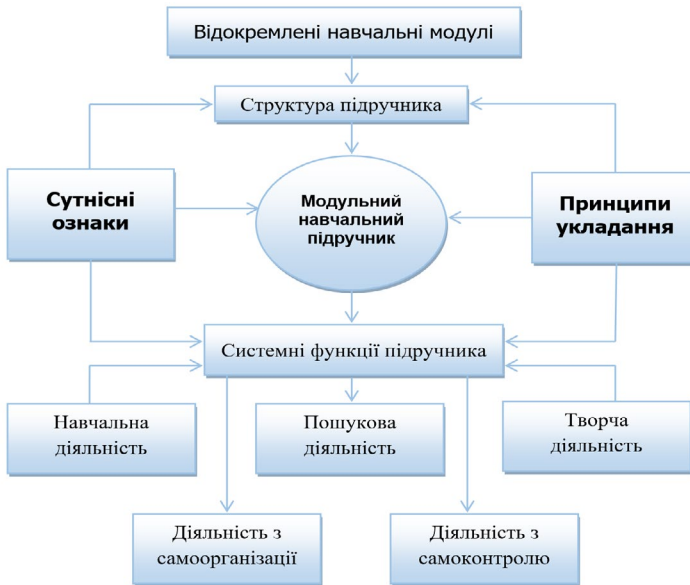 Відокремлені навчальні модулі
Структура підручника
Сутнісні
ознаки
Модульний
навчальний
підручник
Принципи
укладання
Системні функції підручника
Навчальна
діяльність
Пошукова
діяльність
Творча
діяльність
Діяльність з
самоорганізації
Діяльність з
самоконтролю